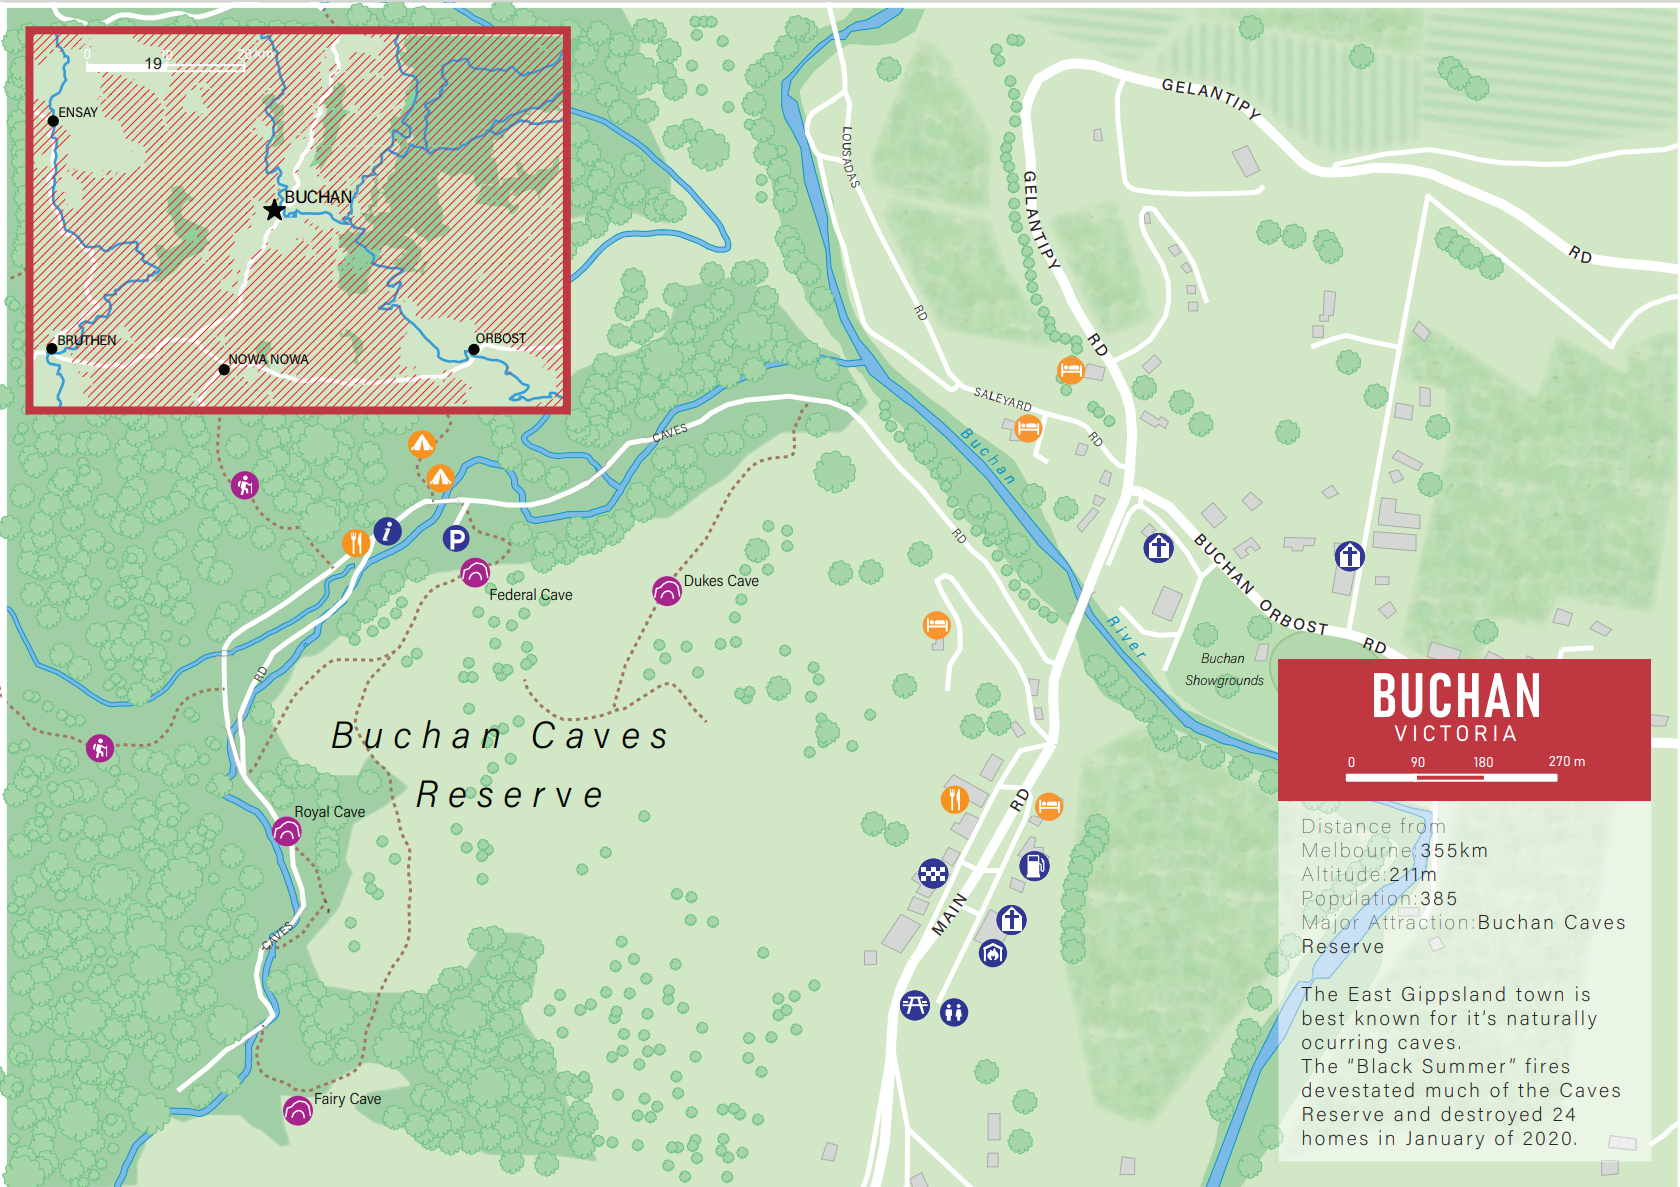 0
19
ENSAY
BUCHAN
BRUTHEN
NOWA NOWA
ORBOST
GELANTIPY
RD
GELANTIPY
RD
LOUSADAS
RD
SALEYARD
RD
CAVES
RD
Buchan
River
BUCHAN ORBOST RD
Buchan
Showgrounds
i
P
Federal Cave
Dukes Cave
RD
Buchan Caves
Reserve
Royal Cave
CAVES
Fairy Cave
MAIN
RD
BUCHAN
VICTORIA
0 90 180 270 m
Distance from
Melbourne:355km
Altitude:211m
Population:385
Major Attraction:Buchan Caves
Reserve
The East Gippsland town is
best known for it's naturally
ocurring caves.
The "Black Summer" fires
devestated much of the Caves
Reserve and destroyed 24
homes in January of 2020.